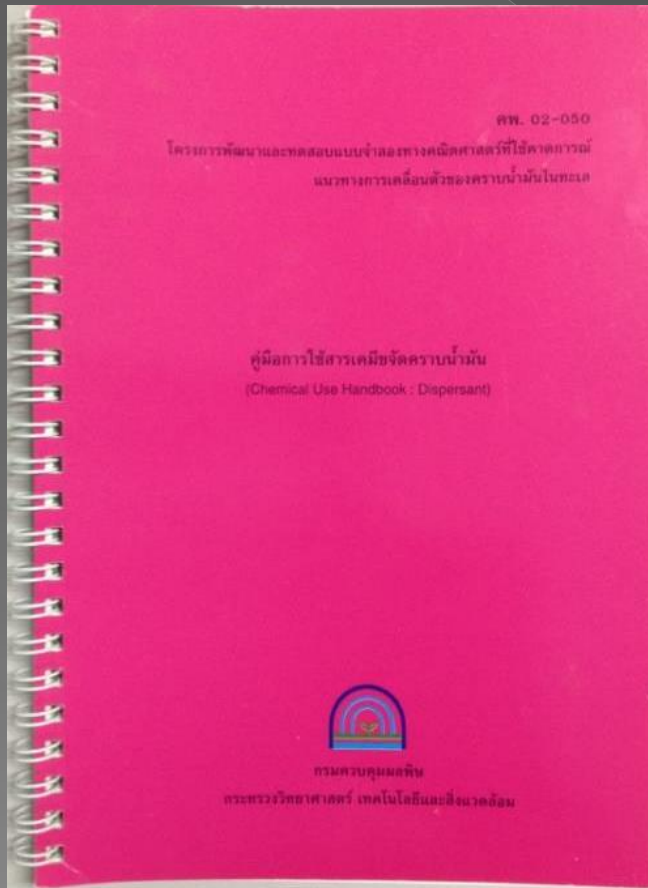 คพ. 02-050
โครงการพัฒนาและทดสอบแบบจำลองทางคณิตศาสตร์ที่ใช้คาดการณ์
แนวทางการเคลื่อนตัวของคราบน้ำมันในทะเล
คู่มือการใช้สารเคมีขจัดคราบน้ำมัน
(Chemical Use Handbook : Dispersant)
กรมควบคุมมลพิษ
กระทรวงวิทยาศาสตร์ เทคโนโลยีและสิ่งแวดล้อม